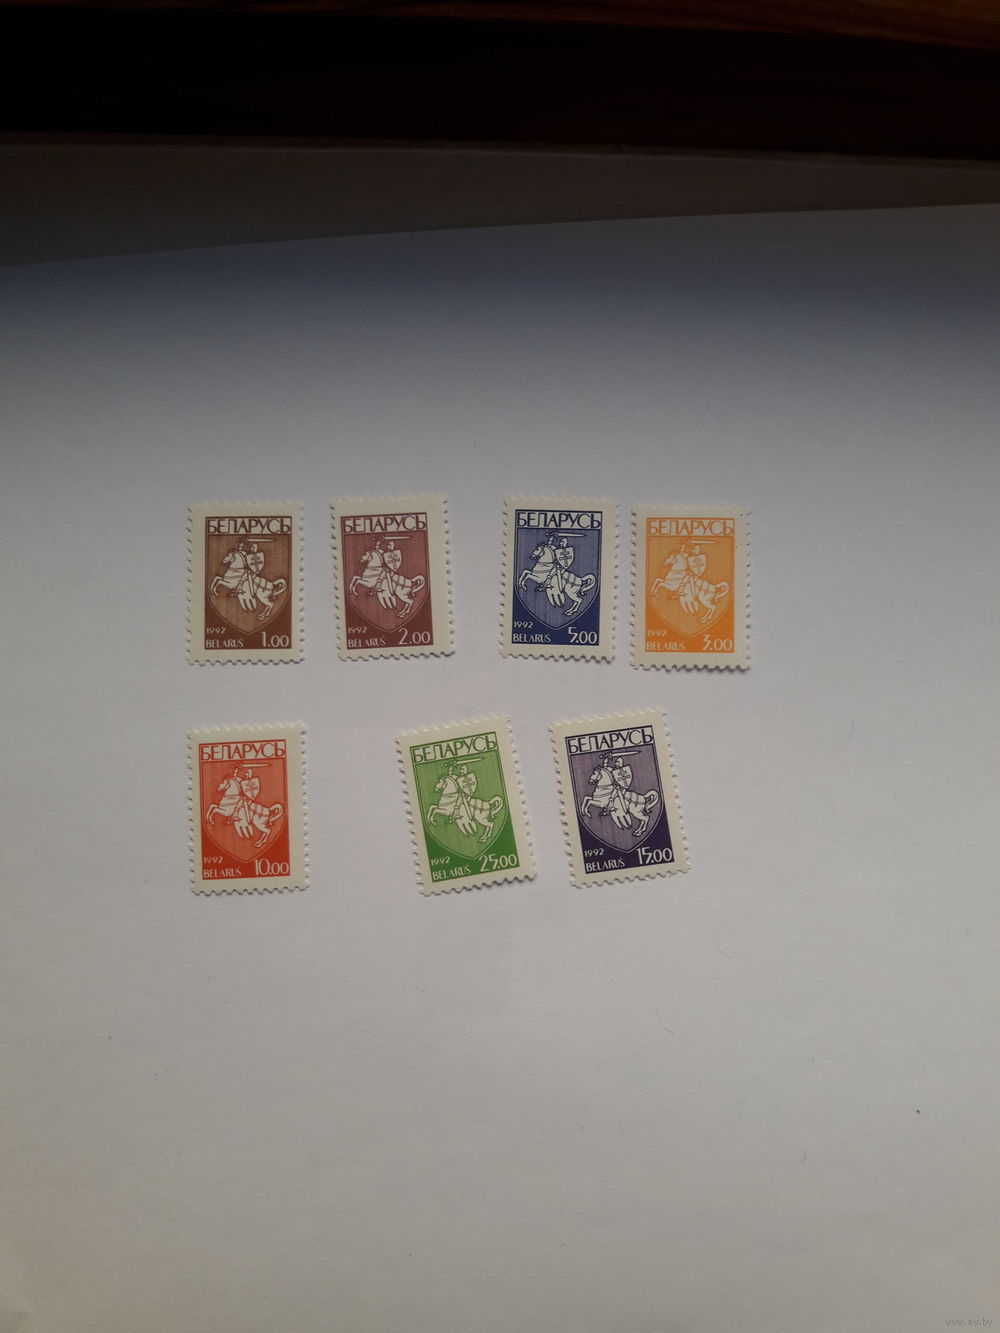 БЕЛАРУСЬ
1992
BELARUS 1.00
БЕЛАРУСЬ
1992
BELARUS 2.00
БЕЛАРУСЬ
1992
BELARUS 5.00
БЕЛАРУСЬ
1992
BELARUS 3.00
БЕЛАРУСЬ
1992
BELARUS 10.00
БЕЛАРУСЬ
1992
BELARUS 25.00
БЕЛАРУСЬ
1992
BELARUS 15.00
www.ay.by